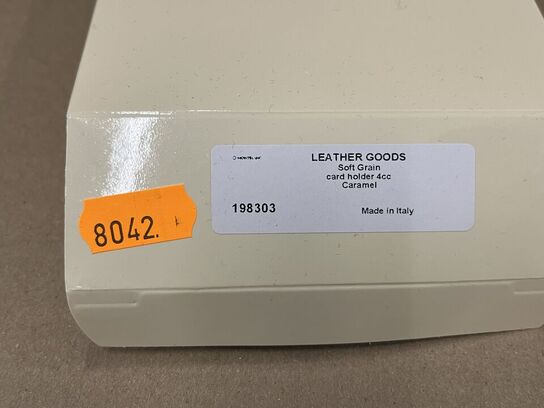 LEATHER GOODS
Soft Grain
card holder 4cc
Caramel
198303
Made in Italy
8042.